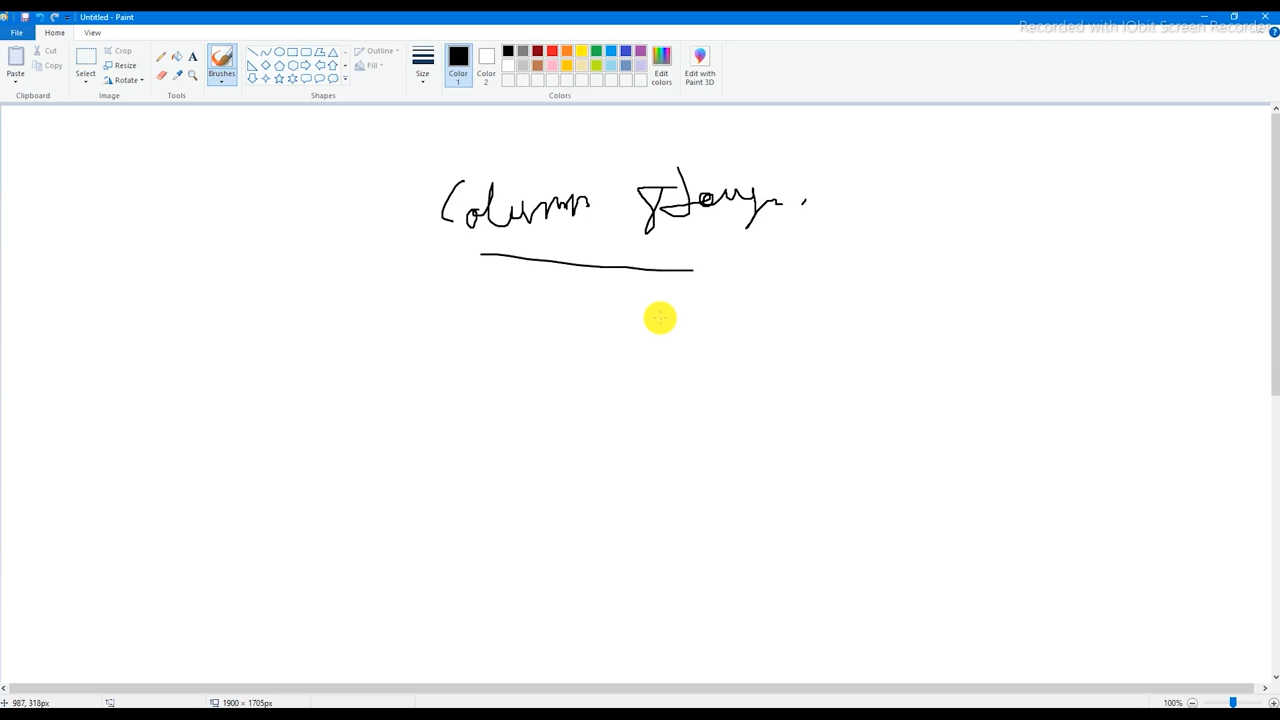 Untitled - Paint
Recorded with IObit Screen Recorder
File Home View
Paste Cut Copy Select Crop Resize Rotate Brushes Outline Fill Size Color 1 Color 2 Edit colors Edit with Paint 3D
Clipboard Image Tools Shapes Colors
Column
987, 318px 1900 × 1705px 100%